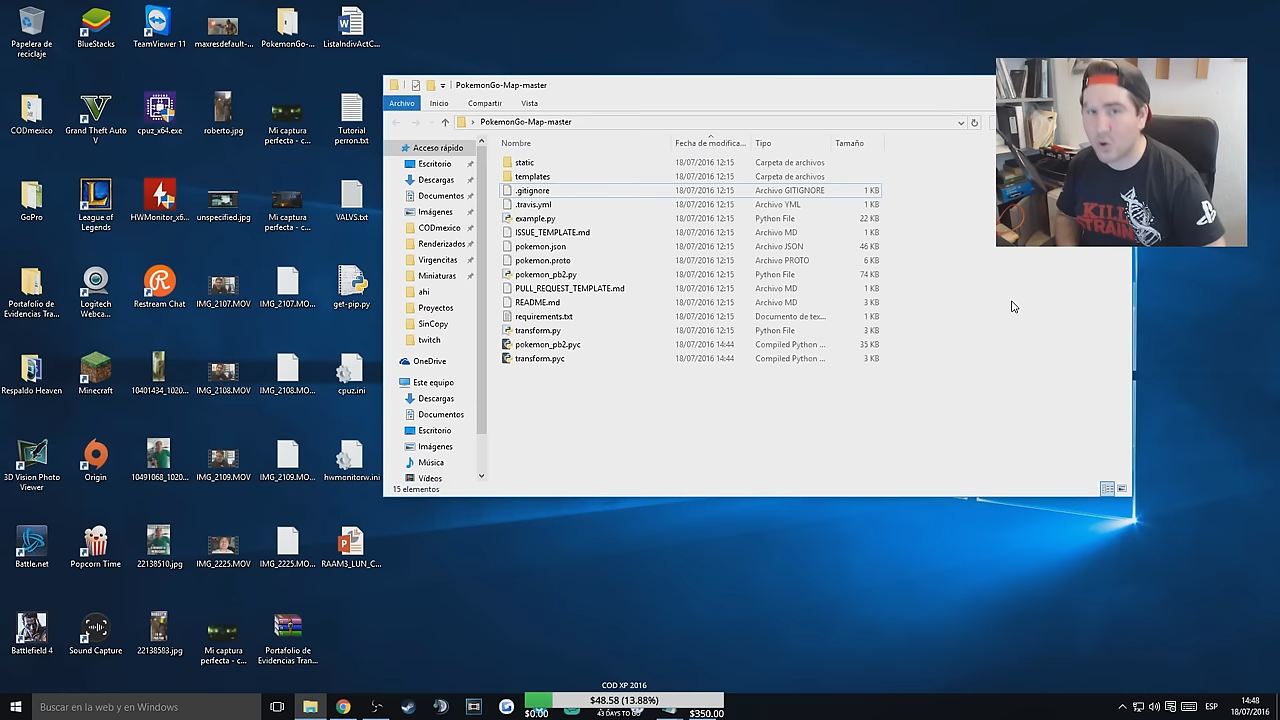 Papelera de
reciclaje
BlueStacks
TeamViewer 11
maxresdefault-...
PokemonGo-...
ListaIndivActC...
CODmexico
Grand Theft Auto
V
cpuz_x64.exe
roberto.jpg
Mi captura
perfecta - c...
Tutorial
perron.txt
GoPro
League of
Legends
HWMonitor_x6...
unspecified.jpg
Mi captura
perfecta - c...
VALVS.txt
Portafolio de
Evidencias Tra...
Logitech
Webca...
Restream Chat
IMG_2107.MOV
IMG_2107.MO...
get-pip.py
Respaldo Heaven
Minecraft
10401434_1020...
IMG_2108.MOV
IMG_2108.MO...
cpuz.ini
3D Vision Photo
Viewer
Origin
10491068_1020...
IMG_2109.MOV
IMG_2109.MO...
hwmonitorw.ini
Battle.net
Popcorn Time
22138510.jpg
IMG_2225.MOV
IMG_2225.MO...
RAAM3_LUN_C...
Battlefield 4
Sound Capture
22138583.jpg
Mi captura
perfecta - c...
Portafolio de
Evidencias Tran...
PokemonGo-Map-master
Archivo Inicio Compartir Vista
PokemonGo-Map-master
Acceso rápido
Escritorio
Descargas
Documentos
Imágenes
CODmexico
Renderizados
Virgencitas
Miniaturas
ahi
Proyectos
SinCopy
twitch
OneDrive
Este equipo
Descargas
Documentos
Escritorio
Imágenes
Música
Vídeos
Nombre Fecha de modifica... Tipo Tamaño
static 18/07/2016 12:15 Carpeta de archivos
templates 18/07/2016 12:15 Carpeta de archivos
.gitignore 18/07/2016 12:15 Archivo GITIGNORE 1 KB
.travis.yml 18/07/2016 12:15 Archivo YML 1 KB
example.py 18/07/2016 12:15 Python File 22 KB
ISSUE_TEMPLATE.md 18/07/2016 12:15 Archivo MD 1 KB
pokemon.json 18/07/2016 12:15 Archivo JSON 46 KB
pokemon.proto 18/07/2016 12:15 Archivo PROTO 6 KB
pokemon_pb2.py 18/07/2016 12:15 Python File 74 KB
PULL_REQUEST_TEMPLATE.md 18/07/2016 12:15 Archivo MD 1 KB
README.md 18/07/2016 12:15 Archivo MD 3 KB
requirements.txt 18/07/2016 12:15 Documento de tex... 1 KB
transform.py 18/07/2016 12:15 Python File 3 KB
pokemon_pb2.pyc 18/07/2016 14:44 Compiled Python ... 35 KB
transform.pyc 18/07/2016 14:44 Compiled Python ... 3 KB
15 elementos
KILL
TRAIN
COD XP 2016
$48.58 (13.88%)
$0.00 43 DAYS TO GO $350.00
Buscar en la web y en Windows
ESP
14:48
18/07/2016